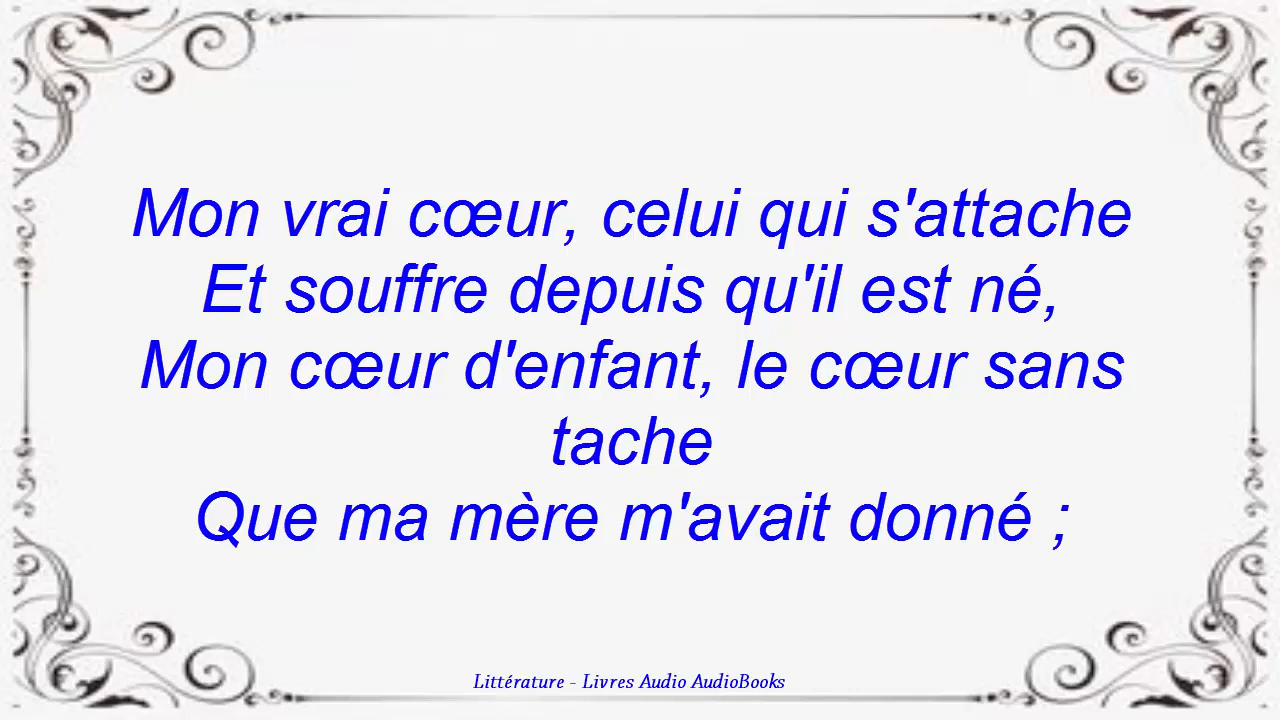 Mon vrai cœur, celui qui s'attache
Et souffre depuis qu'il est né,
Mon cœur d'enfant, le cœur sans
tache
Que ma mère m'avait donné ;
Littérature - Livres Audio AudioBooks